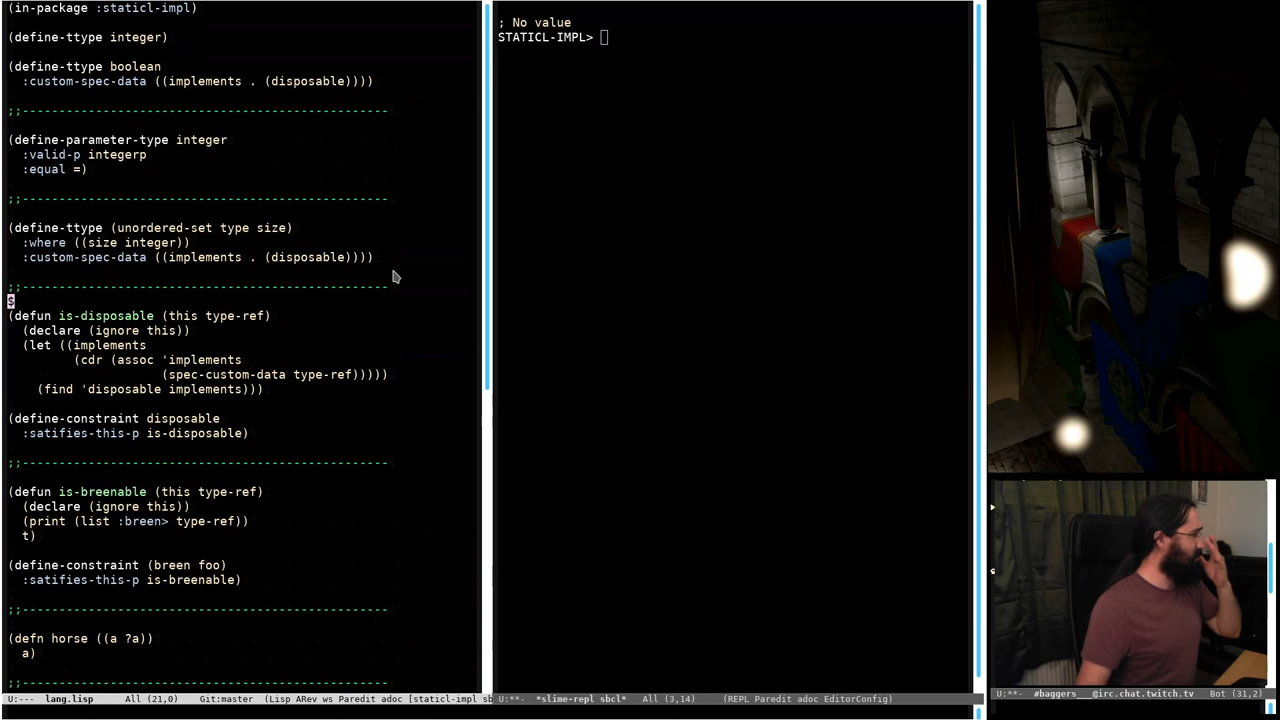 (in-package :staticl-impl)
(define-ttype integer)
(define-ttype boolean
  :custom-spec-data ((implements . (disposable))))
;;--------------------------------------------------
(define-parameter-type integer
  :valid-p integerp
  :equal =)
;;--------------------------------------------------
(define-ttype (unordered-set type size)
  :where ((size integer))
  :custom-spec-data ((implements . (disposable))))
;;--------------------------------------------------
$
(defun is-disposable (this type-ref)
  (declare (ignore this))
  (let ((implements
         (cdr (assoc 'implements
                     (spec-custom-data type-ref)))))
    (find 'disposable implements)))
(define-constraint disposable
  :satifies-this-p is-disposable)
;;--------------------------------------------------
(defun is-breenable (this type-ref)
  (declare (ignore this))
  (print (list :breen> type-ref))
  t)
(define-constraint (breen foo)
  :satifies-this-p is-breenable)
;;--------------------------------------------------
(defn horse ((a ?a))
  a)
;;--------------------------------------------------
U:--- lang.lisp All (21,0) Git:master (Lisp ARev ws Paredit adoc [staticl-impl sb
; No value
STATICL-IMPL>
U:**- *slime-repl sbcl* All (3,14) (REPL Paredit adoc EditorConfig)
U:**- #baggers___@irc.chat.twitch.tv Bot (31,2)